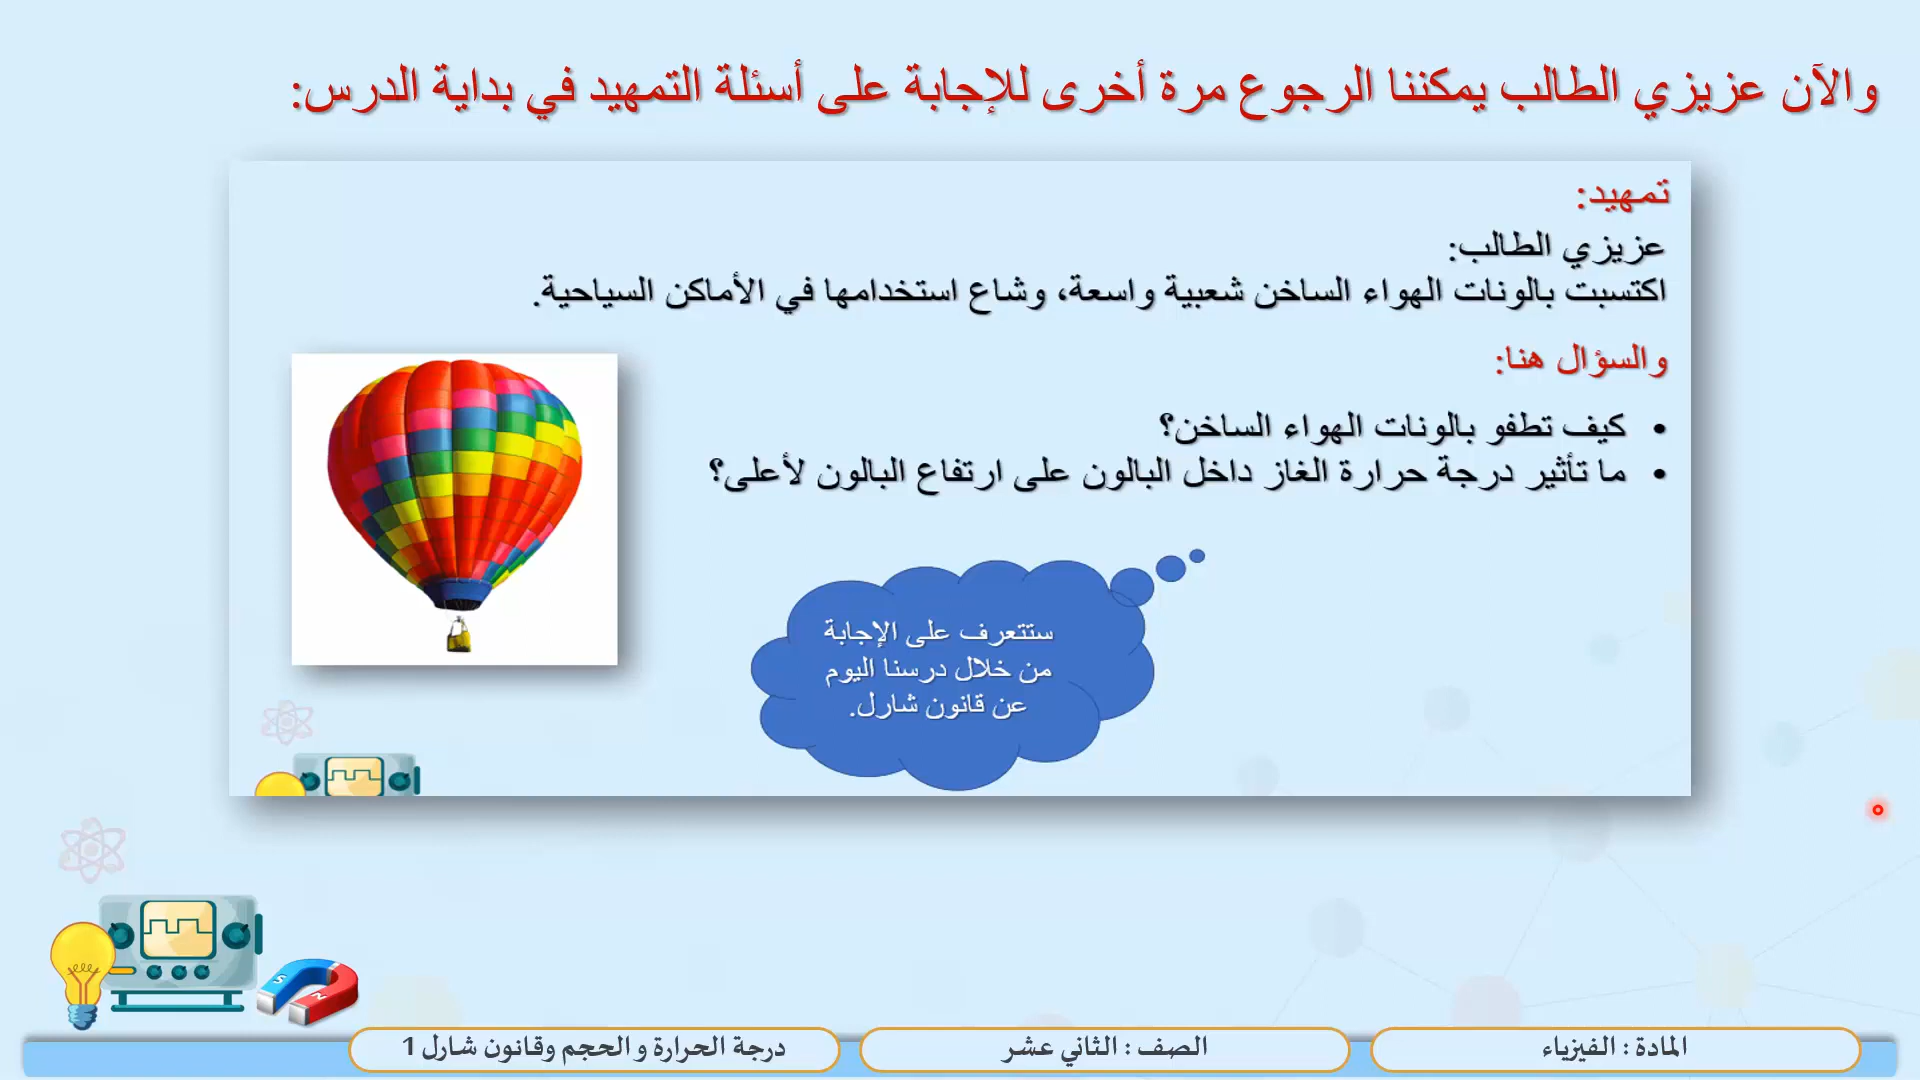 والآن عزيزي الطالب يمكننا الرجوع مرة أخرى للإجابة على أسئلة التمهيد في بداية الدرس:
تمهيد:
عزيزي الطالب:
اكتسبت بالونات الهواء الساخن شعبية واسعة، وشاع استخدامها في الأماكن السياحية.
والسؤال هنا:
• كيف تطفو بالونات الهواء الساخن؟
• ما تأثير درجة حرارة الغاز داخل البالون على ارتفاع البالون لأعلى؟
ستتعرف على الإجابة
من خلال درسنا اليوم
عن قانون شارل.
S
N
المادة : الفيزياء
الصف : الثاني عشر
درجة الحرارة و الحجم وقانون شارل 1